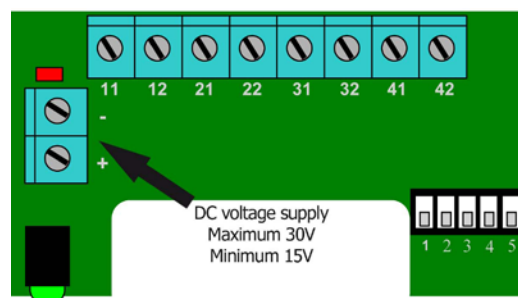 11 12 21 22 31 32 41 42
-
+
DC voltage supply
Maximum 30V
Minimum 15V
1 2 3 4 5